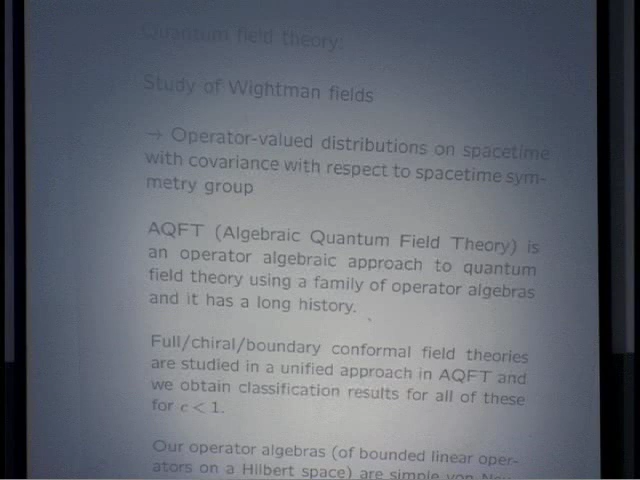 Quantum field theory:
Study of Wightman fields
→ Operator-valued distributions on spacetime
with covariance with respect to spacetime sym-
metry group
AQFT (Algebraic Quantum Field Theory) is
an operator algebraic approach to quantum
field theory using a family of operator algebras
and it has a long history.
Full/chiral/boundary conformal field theories
are studied in a unified approach in AQFT and
we obtain classification results for all of these
for c < 1.
Our operator algebras (of bounded linear oper-
ators on a Hilbert space) are simple von